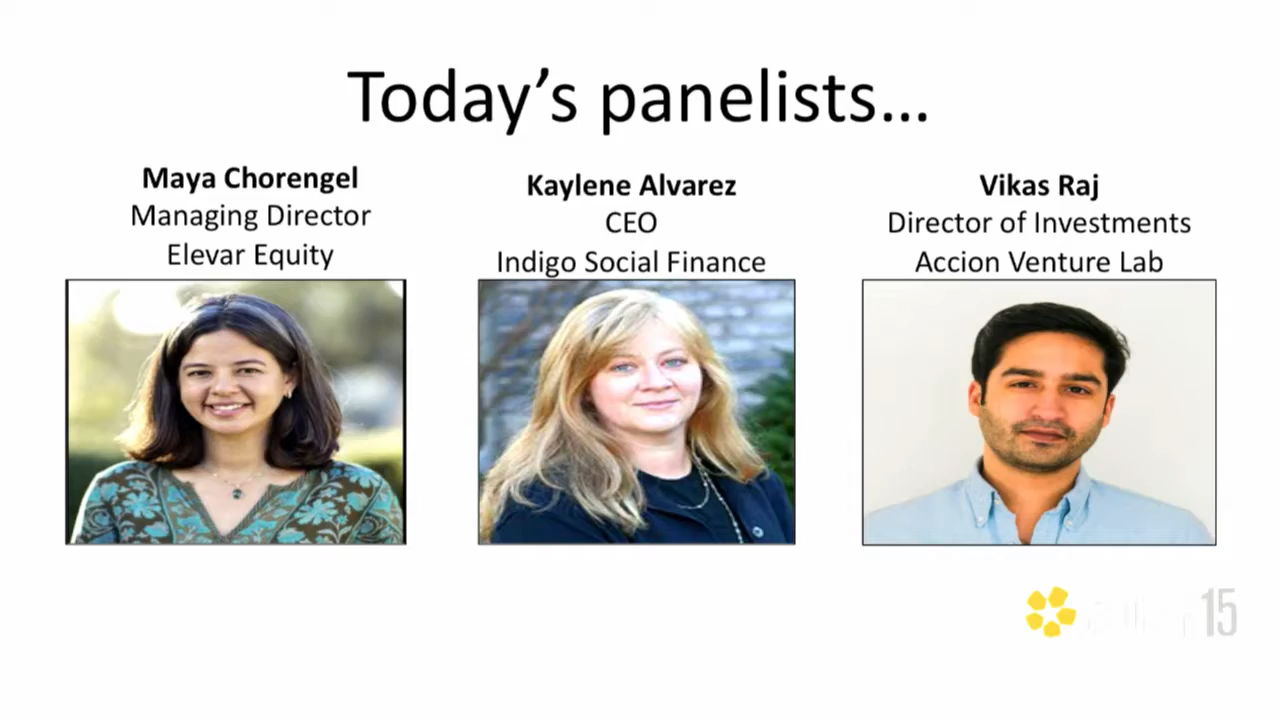 Today’s panelists...
Maya Chorengel
Managing Director
Elevar Equity
Kaylene Alvarez
CEO
Indigo Social Finance
Vikas Raj
Director of Investments
Accion Venture Lab
15